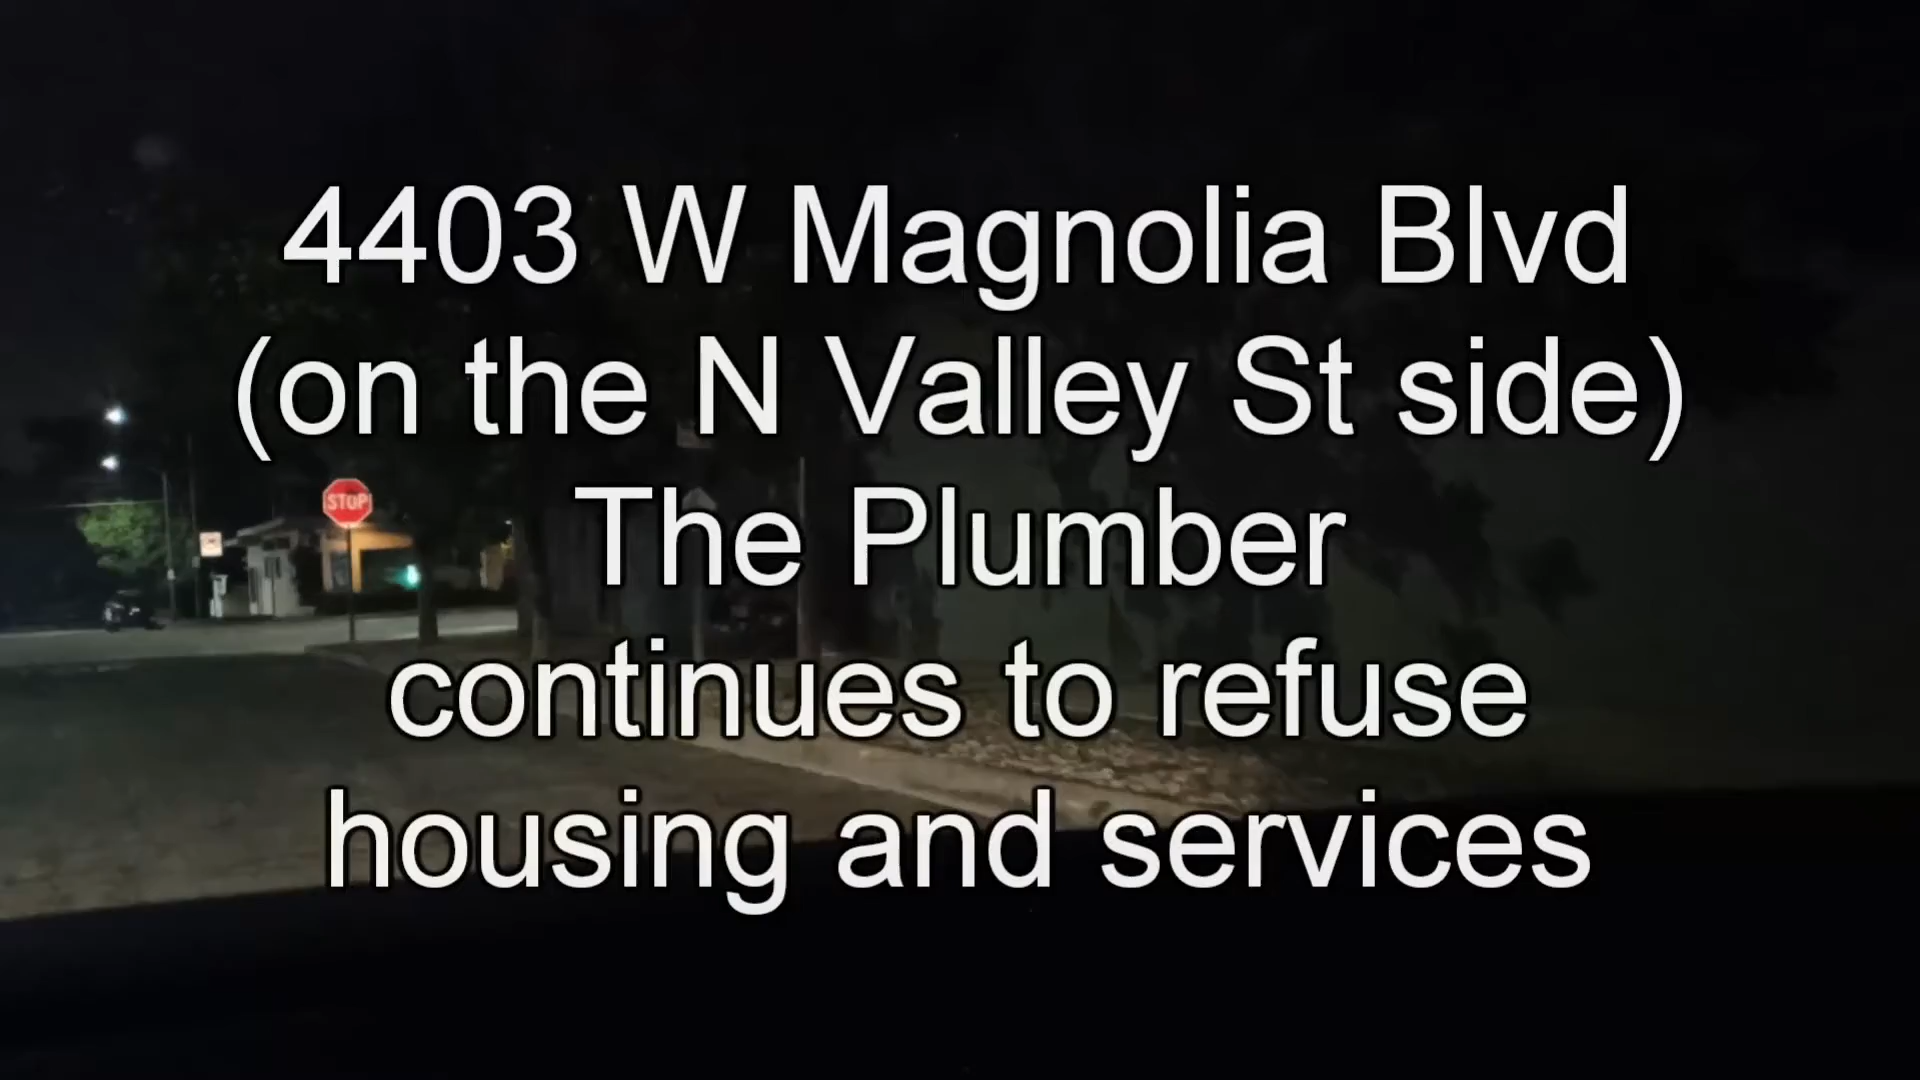 4403 W Magnolia Blvd
(on the N Valley St side)
The Plumber
continues to refuse
housing and services
STOP